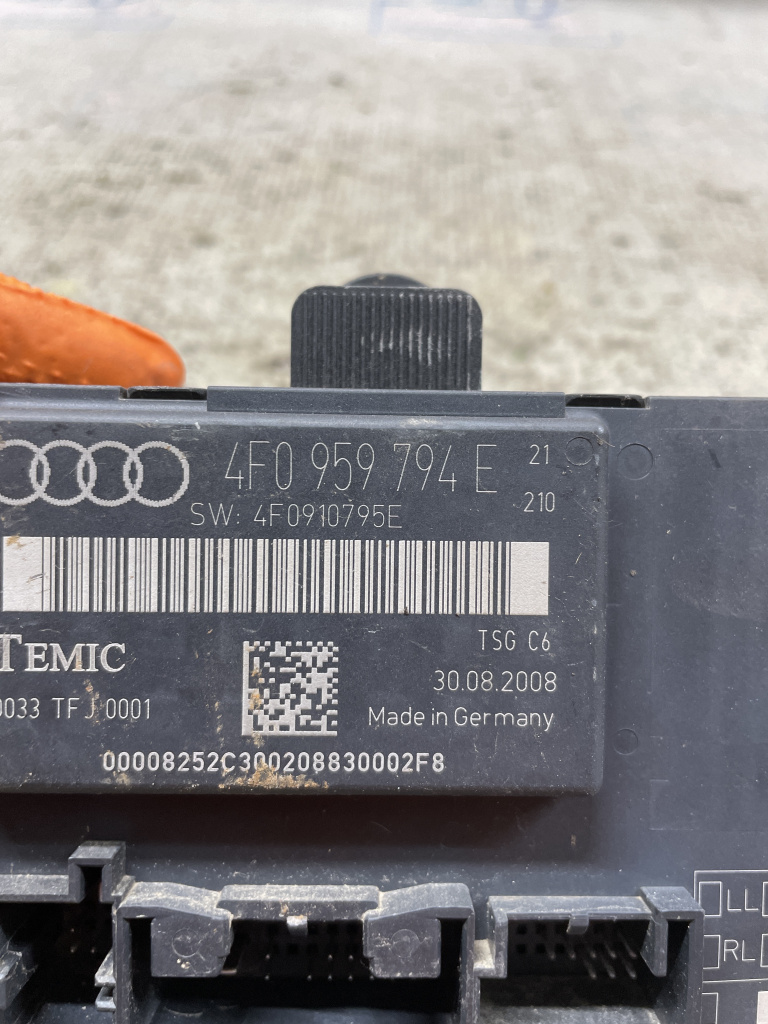 4F0 959 794 E 21
210
SW: 4F0910795E
TEMIC
TSG C6
30.08.2008
0033 TFJ 0001
Made in Germany
00008252C300208830002F8
LL
RL